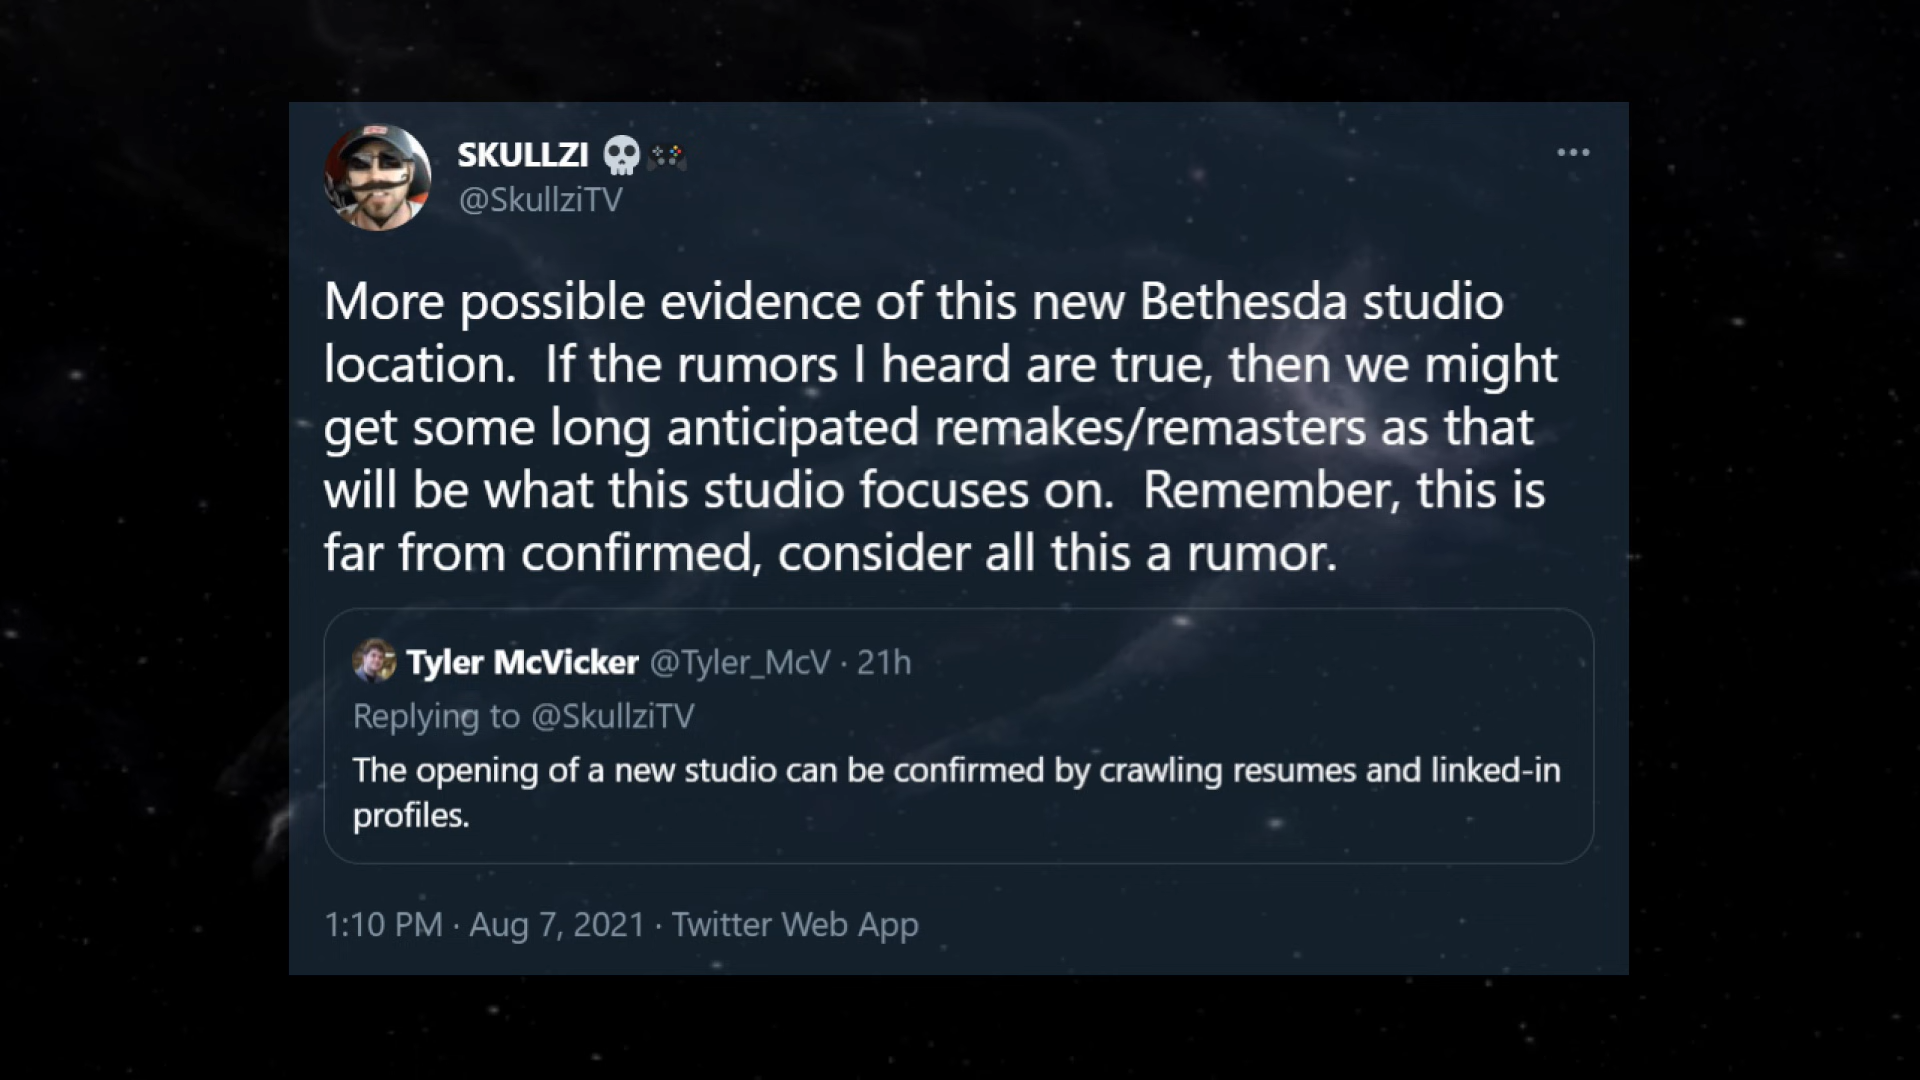 SKULLZI 💀🎮
@SkullziTV
More possible evidence of this new Bethesda studio
location.  If the rumors I heard are true, then we might
get some long anticipated remakes/remasters as that
will be what this studio focuses on.  Remember, this is
far from confirmed, consider all this a rumor.
Tyler McVicker @Tyler_McV · 21h
Replying to @SkullziTV
The opening of a new studio can be confirmed by crawling resumes and linked-in
profiles.
1:10 PM · Aug 7, 2021 · Twitter Web App